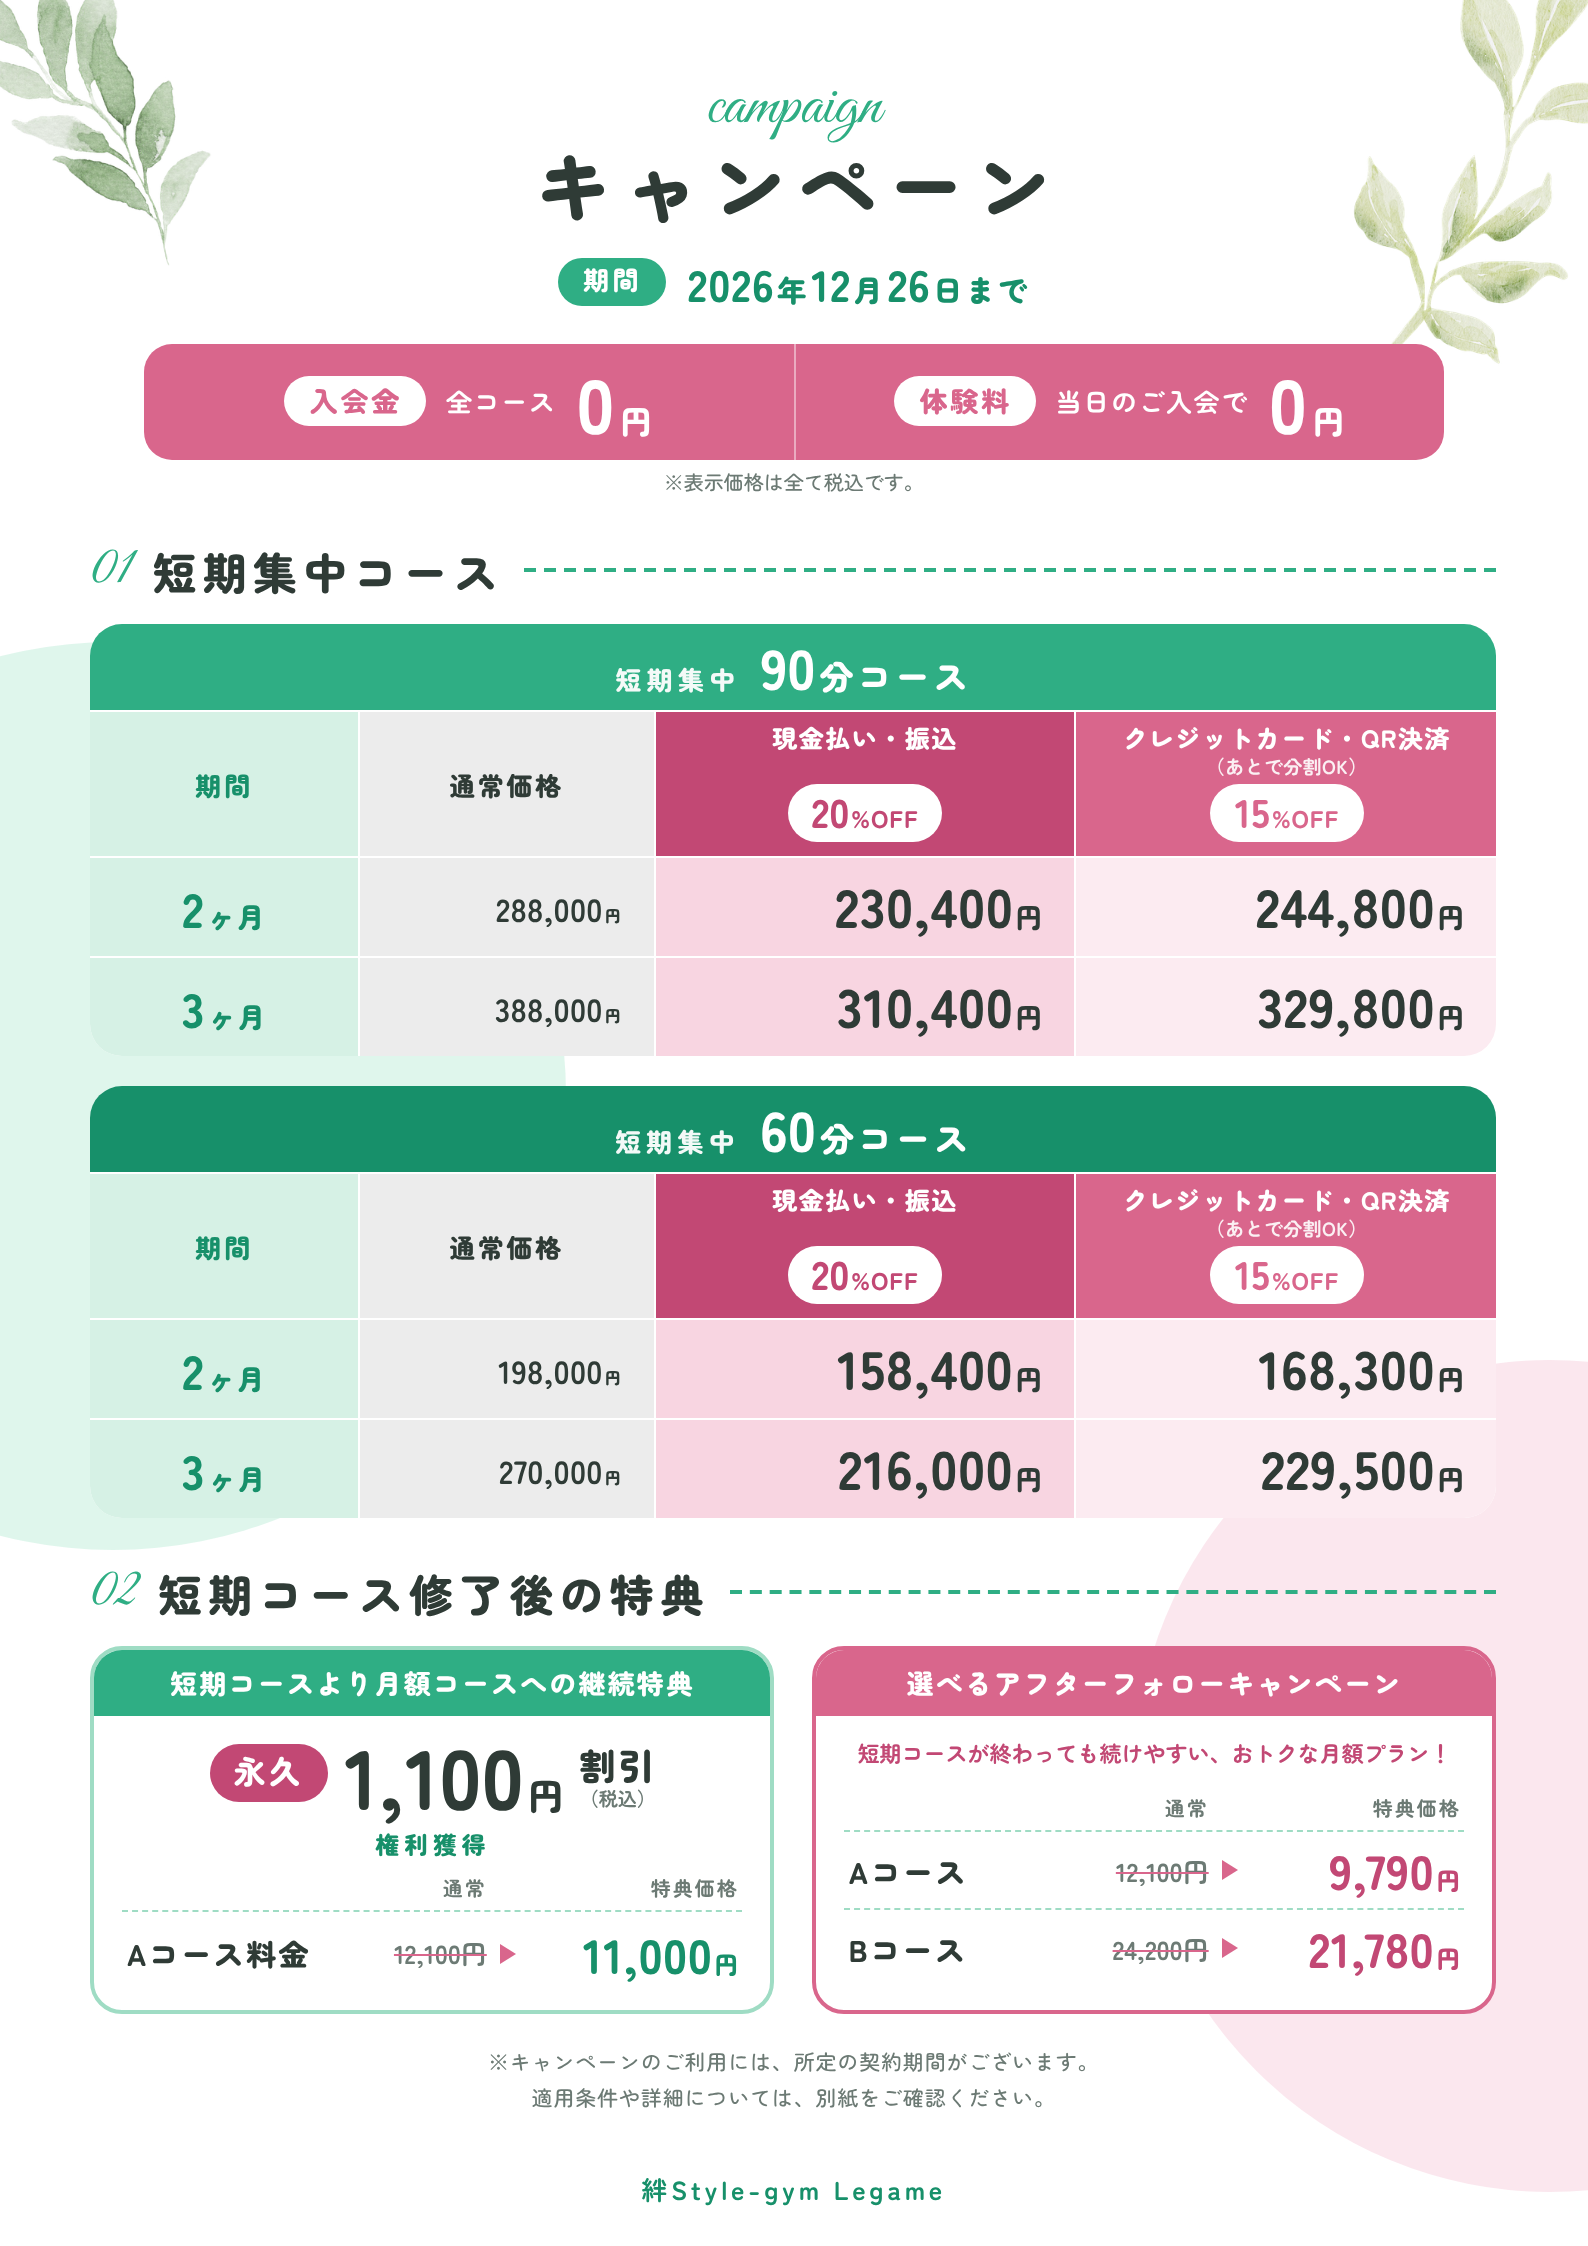 campaign
キャンペーン
期間 2026年12月26日まで
入会金 全コース 0円 体験料 当日のご入会で 0円
※表示価格は全て税込です。
01 短期集中コース
短期集中 90分コース
期間 通常価格 現金払い・振込 20%OFF クレジットカード・QR決済 (あとで分割OK) 15%OFF
2ヶ月 288,000円 230,400円 244,800円
3ヶ月 388,000円 310,400円 329,800円
短期集中 60分コース
期間 通常価格 現金払い・振込 20%OFF クレジットカード・QR決済 (あとで分割OK) 15%OFF
2ヶ月 198,000円 158,400円 168,300円
3ヶ月 270,000円 216,000円 229,500円
02 短期コース修了後の特典
短期コースより月額コースへの継続特典
永久 1,100円 割引 (税込)
権利獲得
通常 特典価格
Aコース料金 12,100円 ▶ 11,000円
選べるアフターフォローキャンペーン
短期コースが終わっても続けやすい、おトクな月額プラン！
通常 特典価格
Aコース 12,100円 ▶ 9,790円
Bコース 24,200円 ▶ 21,780円
※キャンペーンのご利用には、所定の契約期間がございます。
適用条件や詳細については、別紙をご確認ください。
絆Style-gym Legame